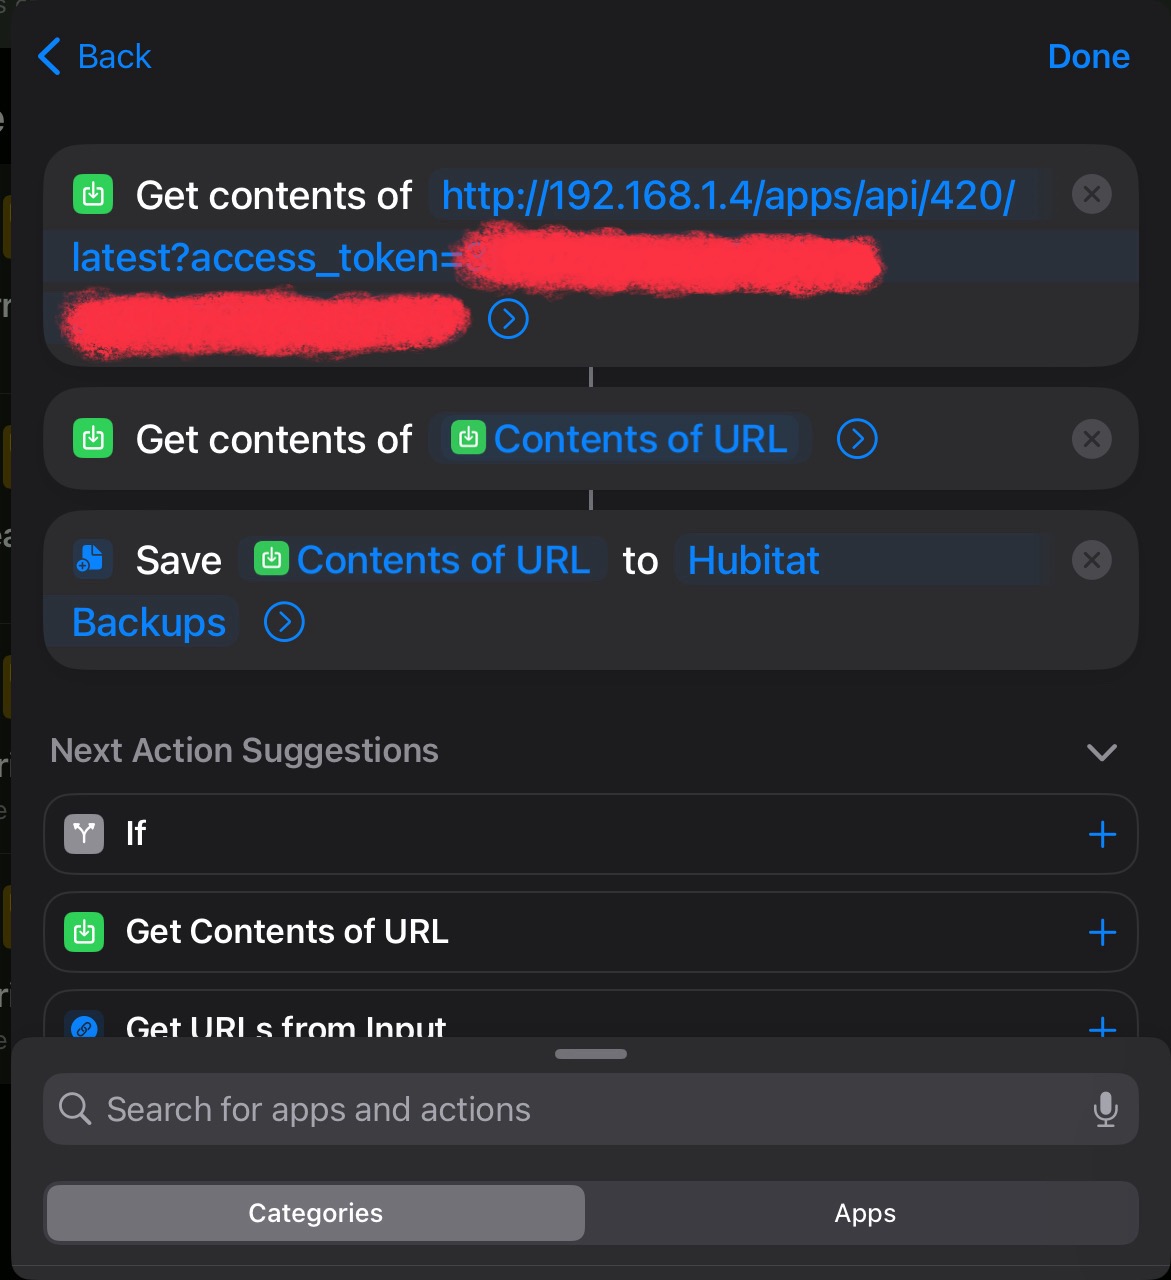 Back
Done
Get contents of http://192.168.1.4/apps/api/420/
latest?access_token=
Get contents of Contents of URL
Save Contents of URL to Hubitat
Backups
Next Action Suggestions
If
Get Contents of URL
Get URLs from Input
Search for apps and actions
Categories
Apps